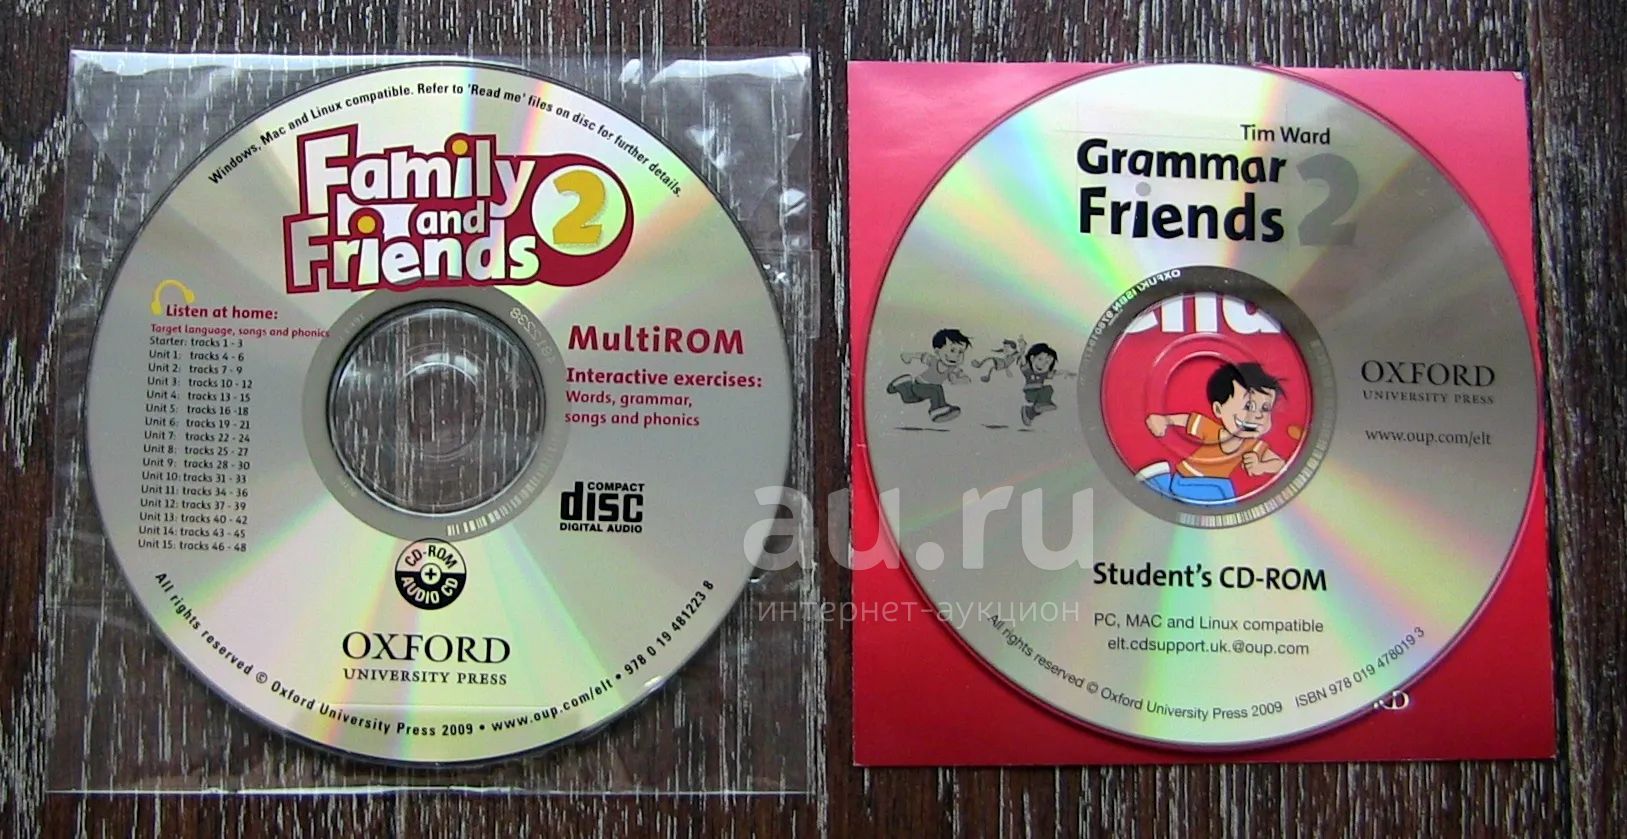 Windows, Mac and Linux compatible. Refer to 'Read me' files on disc for further details.
Family
and
Friends
2
Listen at home:
Target language, songs and phonics
Starter: tracks 1 - 3
Unit 1: tracks 4 - 6
Unit 2: tracks 7 - 9
Unit 3: tracks 10 - 12
Unit 4: tracks 13 - 15
Unit 5: tracks 16 -18
Unit 6: tracks 19 - 21
Unit 7: tracks 22 - 24
Unit 8: tracks 25 - 27
Unit 9: tracks 28 - 30
Unit 10: tracks 31 - 33
Unit 11: tracks 34 - 36
Unit 12: tracks 37 - 39
Unit 13: tracks 40 - 42
Unit 14: tracks 43 - 45
Unit 15: tracks 46 - 48
MultiROM
Interactive exercises:
Words, grammar,
songs and phonics
COMPACT
disc
DIGITAL AUDIO
CD-ROM
+
AUDIO CD
OXFORD
UNIVERSITY PRESS
All rights reserved © Oxford University Press 2009 • www.oup.com/elt • 978 0 19 481223 8
Tim Ward
Grammar
Friends
2
OXFORD
UNIVERSITY PRESS
www.oup.com/elt
Student's CD-ROM
PC, MAC and Linux compatible
elt.cdsupport.uk.@oup.com
All rights reserved © Oxford University Press 2009 ISBN 978 019 478019 3
au.ru
интернет-аукцион